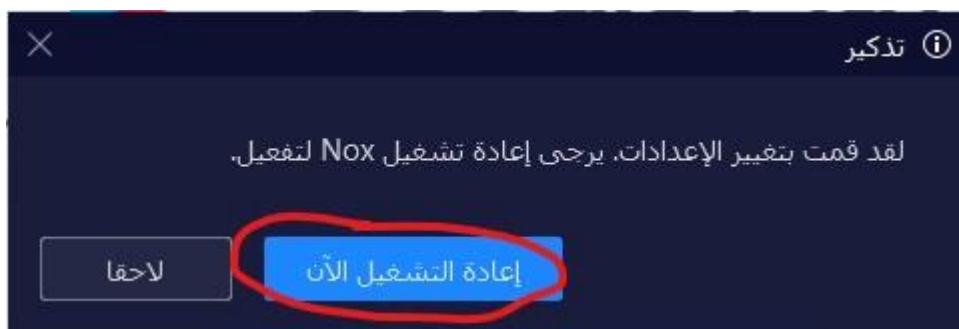 تذكير
لقد قمت بتغيير الإعدادات. يرجى إعادة تشغيل Nox لتفعيل.
إعادة التشغيل الآن
لاحقا